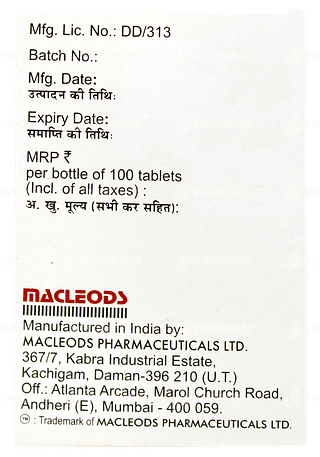 Mfg. Lic. No.: DD/313
Batch No.:
Mfg. Date:
उत्पादन की तिथिः
Expiry Date:
समाप्ति की तिथिः
MRP ₹
per bottle of 100 tablets
(Incl. of all taxes) :
अ. खु. मूल्य (सभी कर सहित):
MACLEODS
Manufactured in India by:
MACLEODS PHARMACEUTICALS LTD.
367/7, Kabra Industrial Estate,
Kachigam, Daman-396 210 (U.T.)
Off.: Atlanta Arcade, Marol Church Road,
Andheri (E), Mumbai - 400 059.
™ : Trademark of MACLEODS PHARMACEUTICALS LTD.